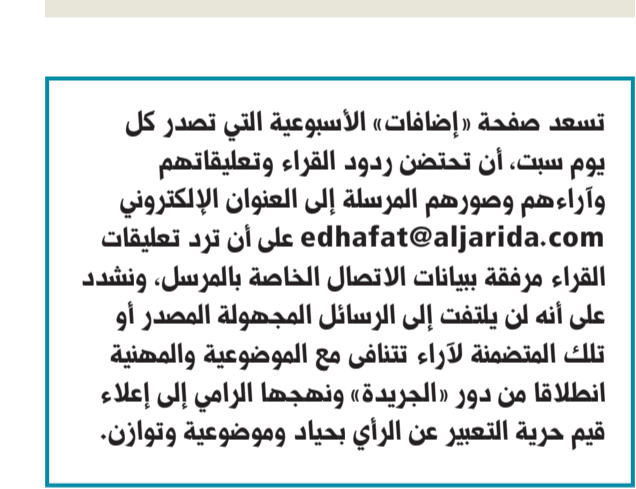 تسعد صفحة «إضافات» الأسبوعية التي تصدر كل
يوم سبت، أن تحتضن ردود القراء وتعليقاتهم
وآراءهم وصورهم المرسلة إلى العنوان الإلكتروني
edhafat@aljarida.com على أن ترد تعليقات
القراء مرفقة ببيانات الاتصال الخاصة بالمرسل، ونشدد
على أنه لن يلتفت إلى الرسائل المجهولة المصدر أو
تلك المتضمنة لآراء تتنافى مع الموضوعية والمهنية
انطلاقا من دور «الجريدة» ونهجها الرامي إلى إعلاء
قيم حرية التعبير عن الرأي بحياد وموضوعية وتوازن.